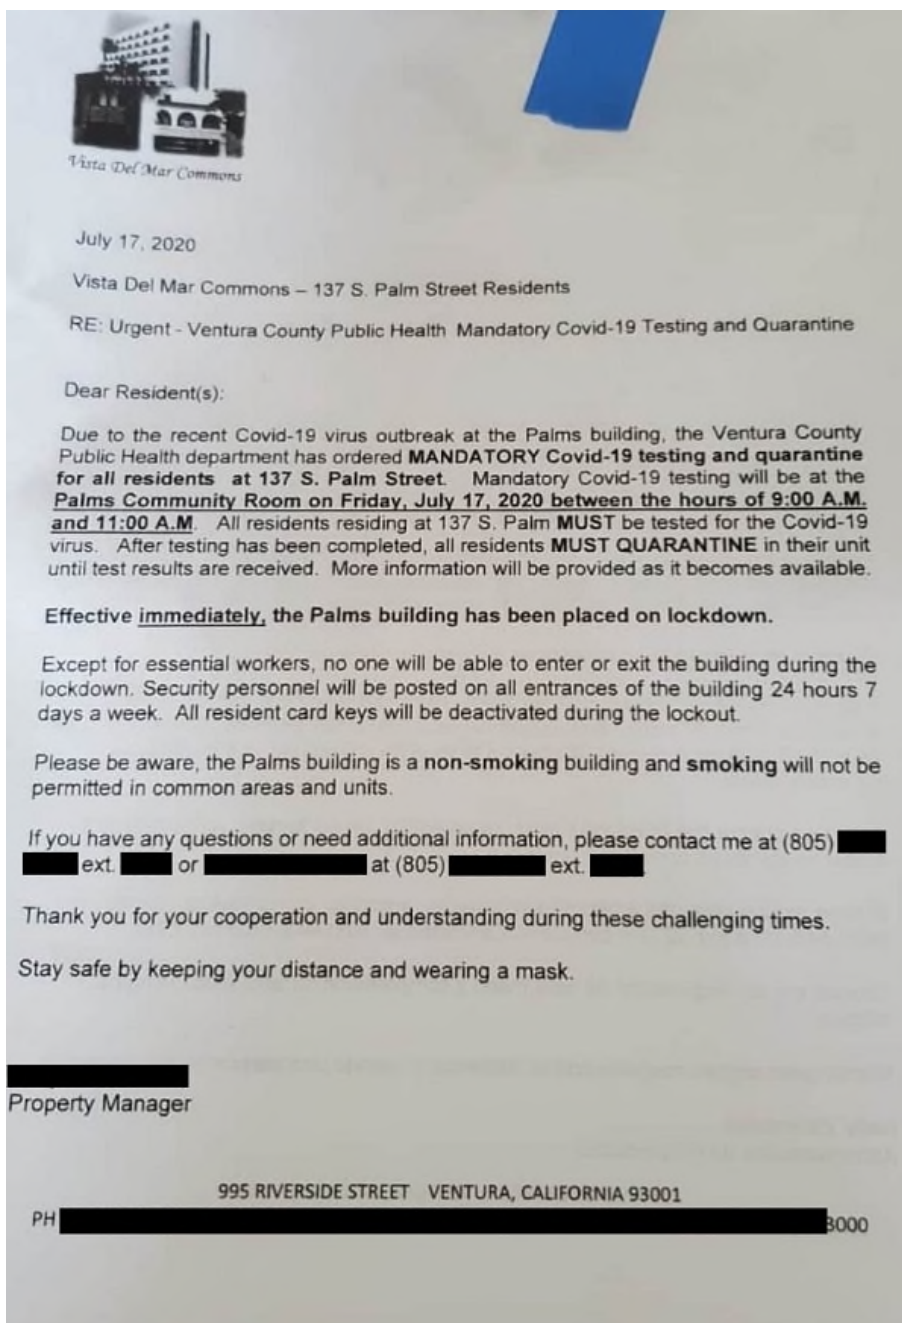 Vista Del Mar Commons
July 17, 2020
Vista Del Mar Commons – 137 S. Palm Street Residents
RE: Urgent - Ventura County Public Health Mandatory Covid-19 Testing and Quarantine
Dear Resident(s):
Due to the recent Covid-19 virus outbreak at the Palms building, the Ventura County
Public Health department has ordered MANDATORY Covid-19 testing and quarantine
for all residents at 137 S. Palm Street. Mandatory Covid-19 testing will be at the
Palms Community Room on Friday, July 17, 2020 between the hours of 9:00 A.M.
and 11:00 A.M. All residents residing at 137 S. Palm MUST be tested for the Covid-19
virus. After testing has been completed, all residents MUST QUARANTINE in their unit
until test results are received. More information will be provided as it becomes available.
Effective immediately, the Palms building has been placed on lockdown.
Except for essential workers, no one will be able to enter or exit the building during the
lockdown. Security personnel will be posted on all entrances of the building 24 hours 7
days a week. All resident card keys will be deactivated during the lockout.
Please be aware, the Palms building is a non-smoking building and smoking will not be
permitted in common areas and units.
If you have any questions or need additional information, please contact me at (805)
ext. or at (805) ext.
Thank you for your cooperation and understanding during these challenging times.
Stay safe by keeping your distance and wearing a mask.
Property Manager
995 RIVERSIDE STREET VENTURA, CALIFORNIA 93001
PH 3000